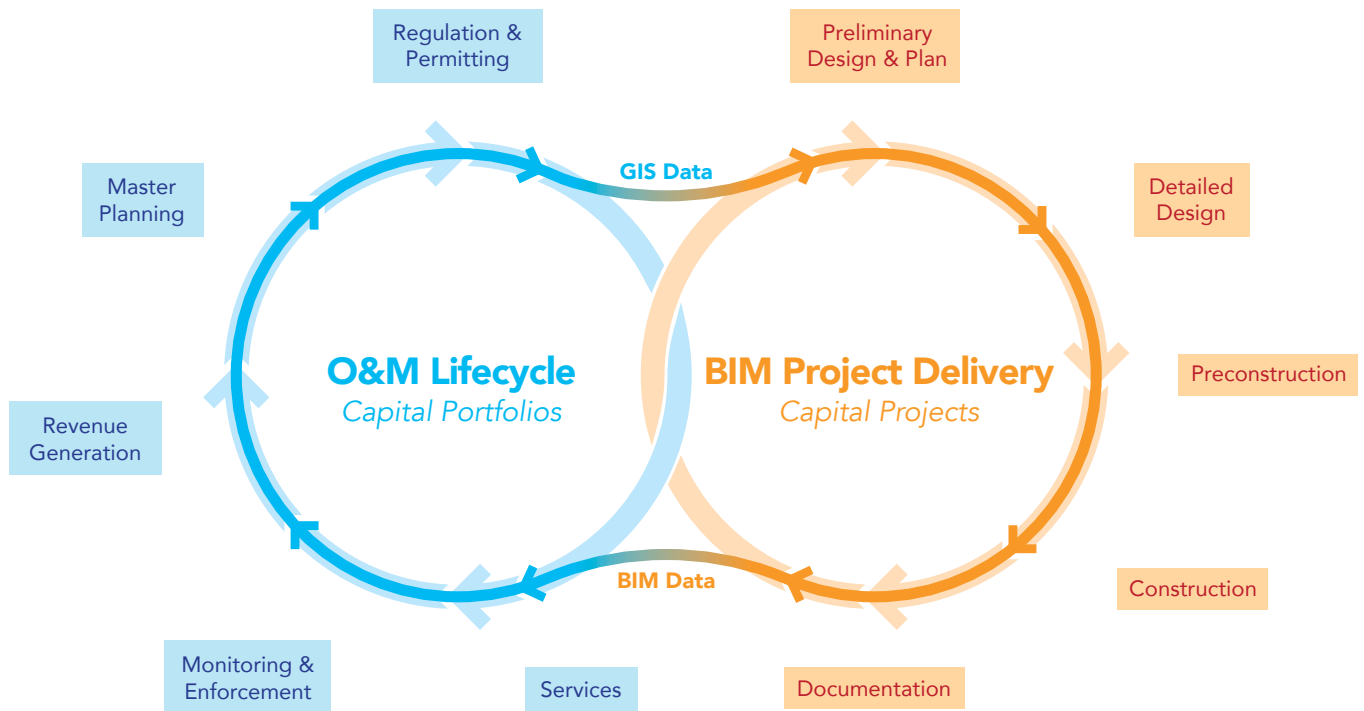 Regulation &
Permitting
Preliminary
Design & Plan
GIS Data
Master
Planning
Detailed
Design
O&M Lifecycle
Capital Portfolios
BIM Project Delivery
Capital Projects
Preconstruction
Revenue
Generation
BIM Data
Construction
Monitoring &
Enforcement
Services
Documentation